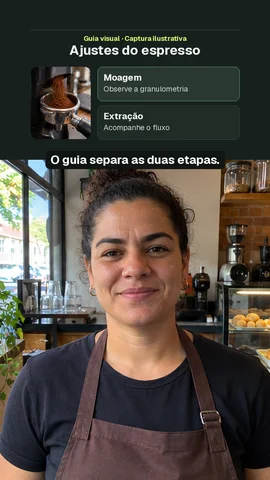 Guia visual · Captura ilustrativa
Ajustes do espresso
Moagem
Observe a granulometria
Extração
Acompanhe o fluxo
O guia separa as duas etapas.